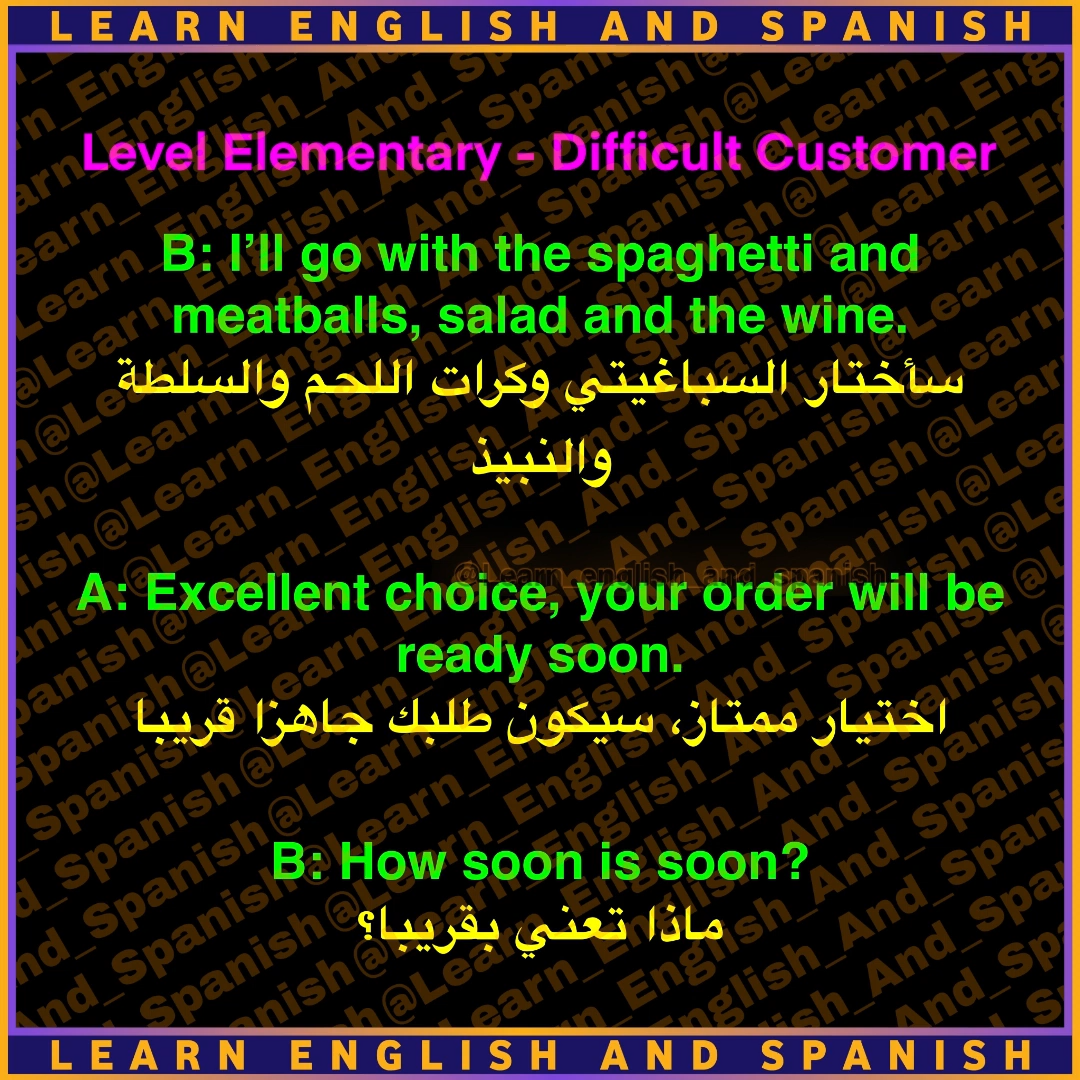 LEARN ENGLISH AND SPANISH
Level Elementary - Difficult Customer
B: I’ll go with the spaghetti and
meatballs, salad and the wine.
سأختار السباغيتي وكرات اللحم والسلطة
والنبيذ
@Learn_english_and_spanish
A: Excellent choice, your order will be
ready soon.
اختيار ممتاز، سيكون طلبك جاهزا قريبا
B: How soon is soon?
ماذا تعني بقريبا؟
LEARN ENGLISH AND SPANISH